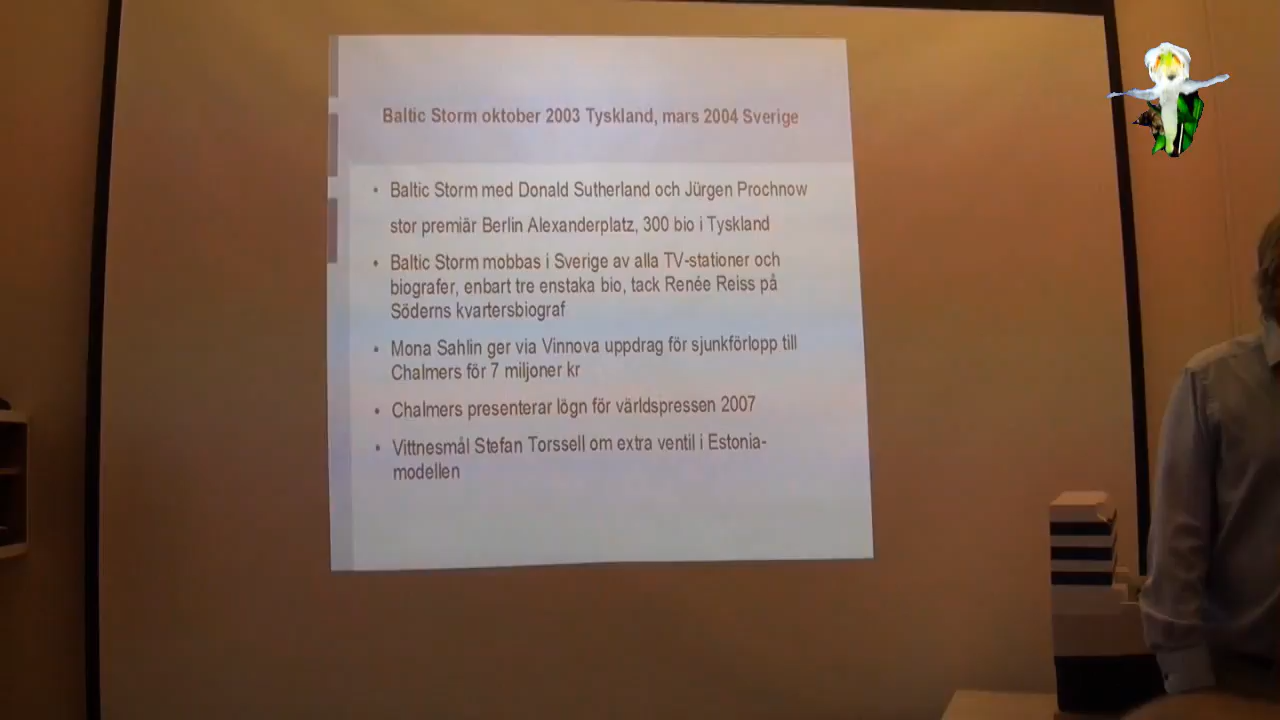 Baltic Storm oktober 2003 Tyskland, mars 2004 Sverige
• Baltic Storm med Donald Sutherland och Jürgen Prochnow
stor premiär Berlin Alexanderplatz, 300 bio i Tyskland
• Baltic Storm mobbas i Sverige av alla TV-stationer och
biografer, enbart tre enstaka bio, tack Renée Reiss på
Söderns kvartersbiograf
• Mona Sahlin ger via Vinnova uppdrag för sjunkförlopp till
Chalmers för 7 miljoner kr
• Chalmers presenterar lögn för världspressen 2007
• Vittnesmål Stefan Torssell om extra ventil i Estonia-
modellen